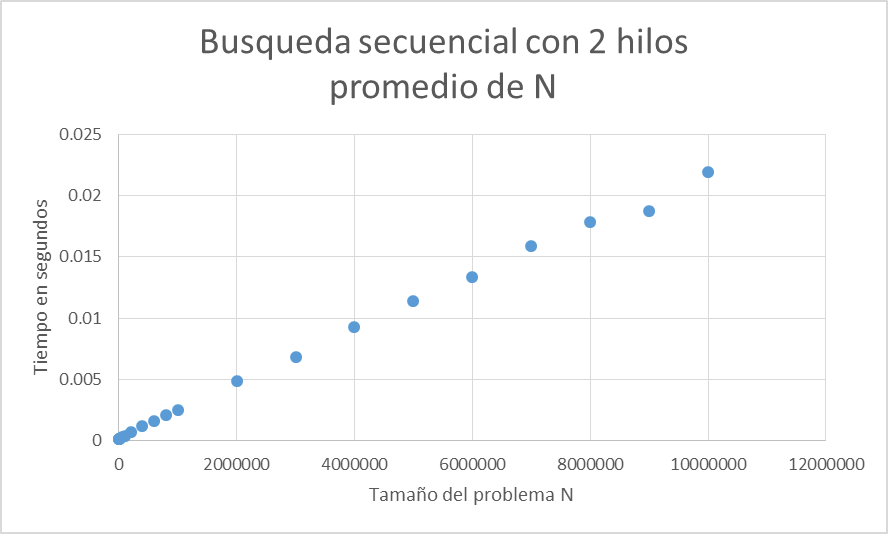 Busqueda secuencial con 2 hilos
promedio de N
0.025
0.02
0.015
0.01
0.005
0
Tiempo en segundos
0 2000000 4000000 6000000 8000000 10000000 12000000
Tamaño del problema N